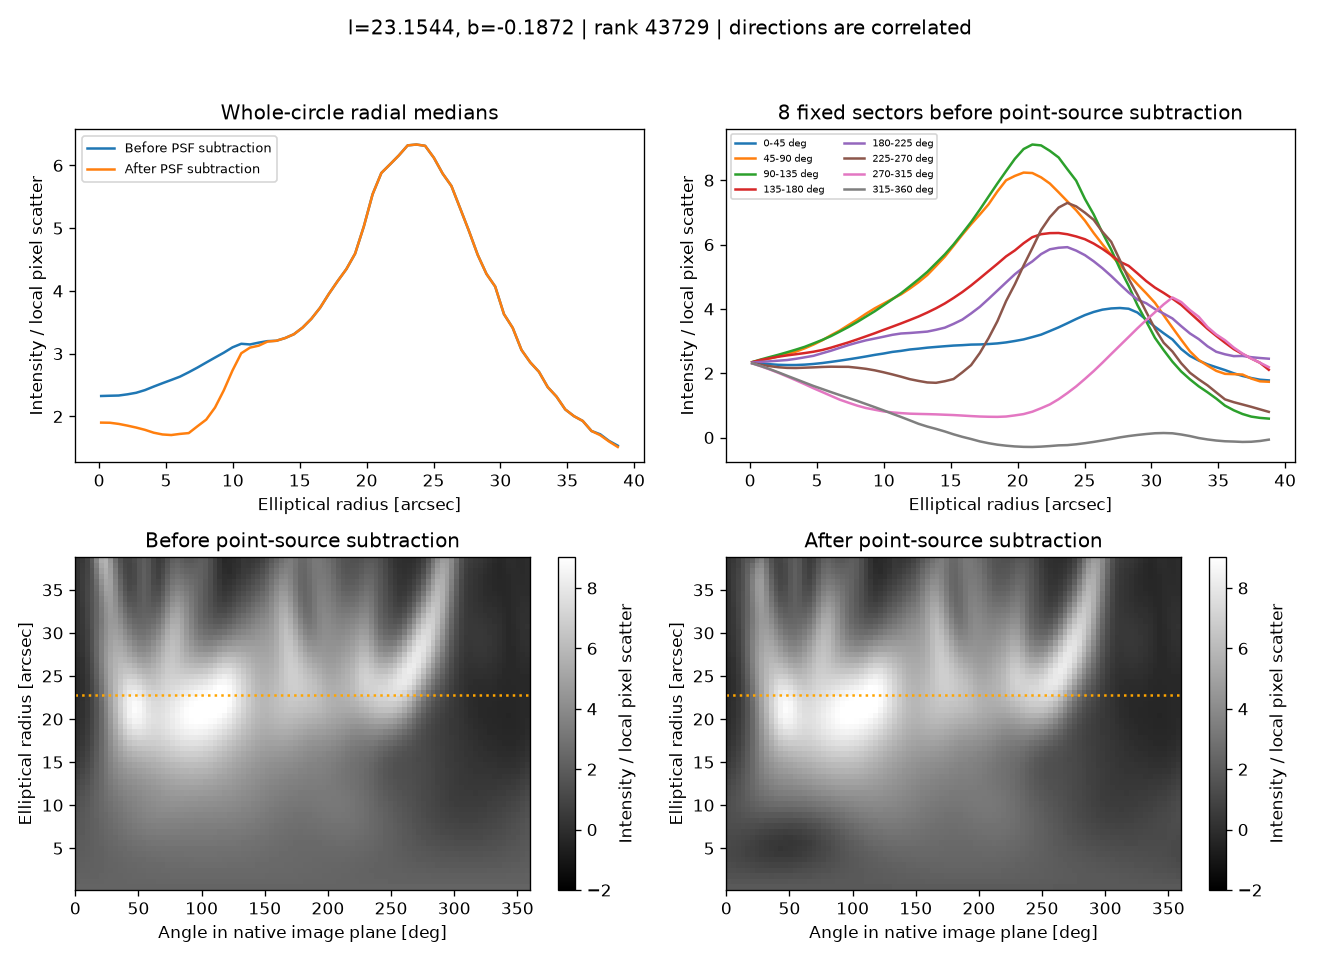 l=23.1544, b=-0.1872 | rank 43729 | directions are correlated
Whole-circle radial medians
Before PSF subtraction
After PSF subtraction
Intensity / local pixel scatter
6
5
4
3
2
0 5 10 15 20 25 30 35 40
Elliptical radius [arcsec]
8 fixed sectors before point-source subtraction
0-45 deg 180-225 deg
45-90 deg 225-270 deg
90-135 deg 270-315 deg
135-180 deg 315-360 deg
Intensity / local pixel scatter
8
6
4
2
0
0 5 10 15 20 25 30 35 40
Elliptical radius [arcsec]
Before point-source subtraction
Elliptical radius [arcsec]
35
30
25
20
15
10
5
0 50 100 150 200 250 300 350
Angle in native image plane [deg]
8
6
4
2
0
−2
Intensity / local pixel scatter
After point-source subtraction
Elliptical radius [arcsec]
35
30
25
20
15
10
5
0 50 100 150 200 250 300 350
Angle in native image plane [deg]
8
6
4
2
0
−2
Intensity / local pixel scatter